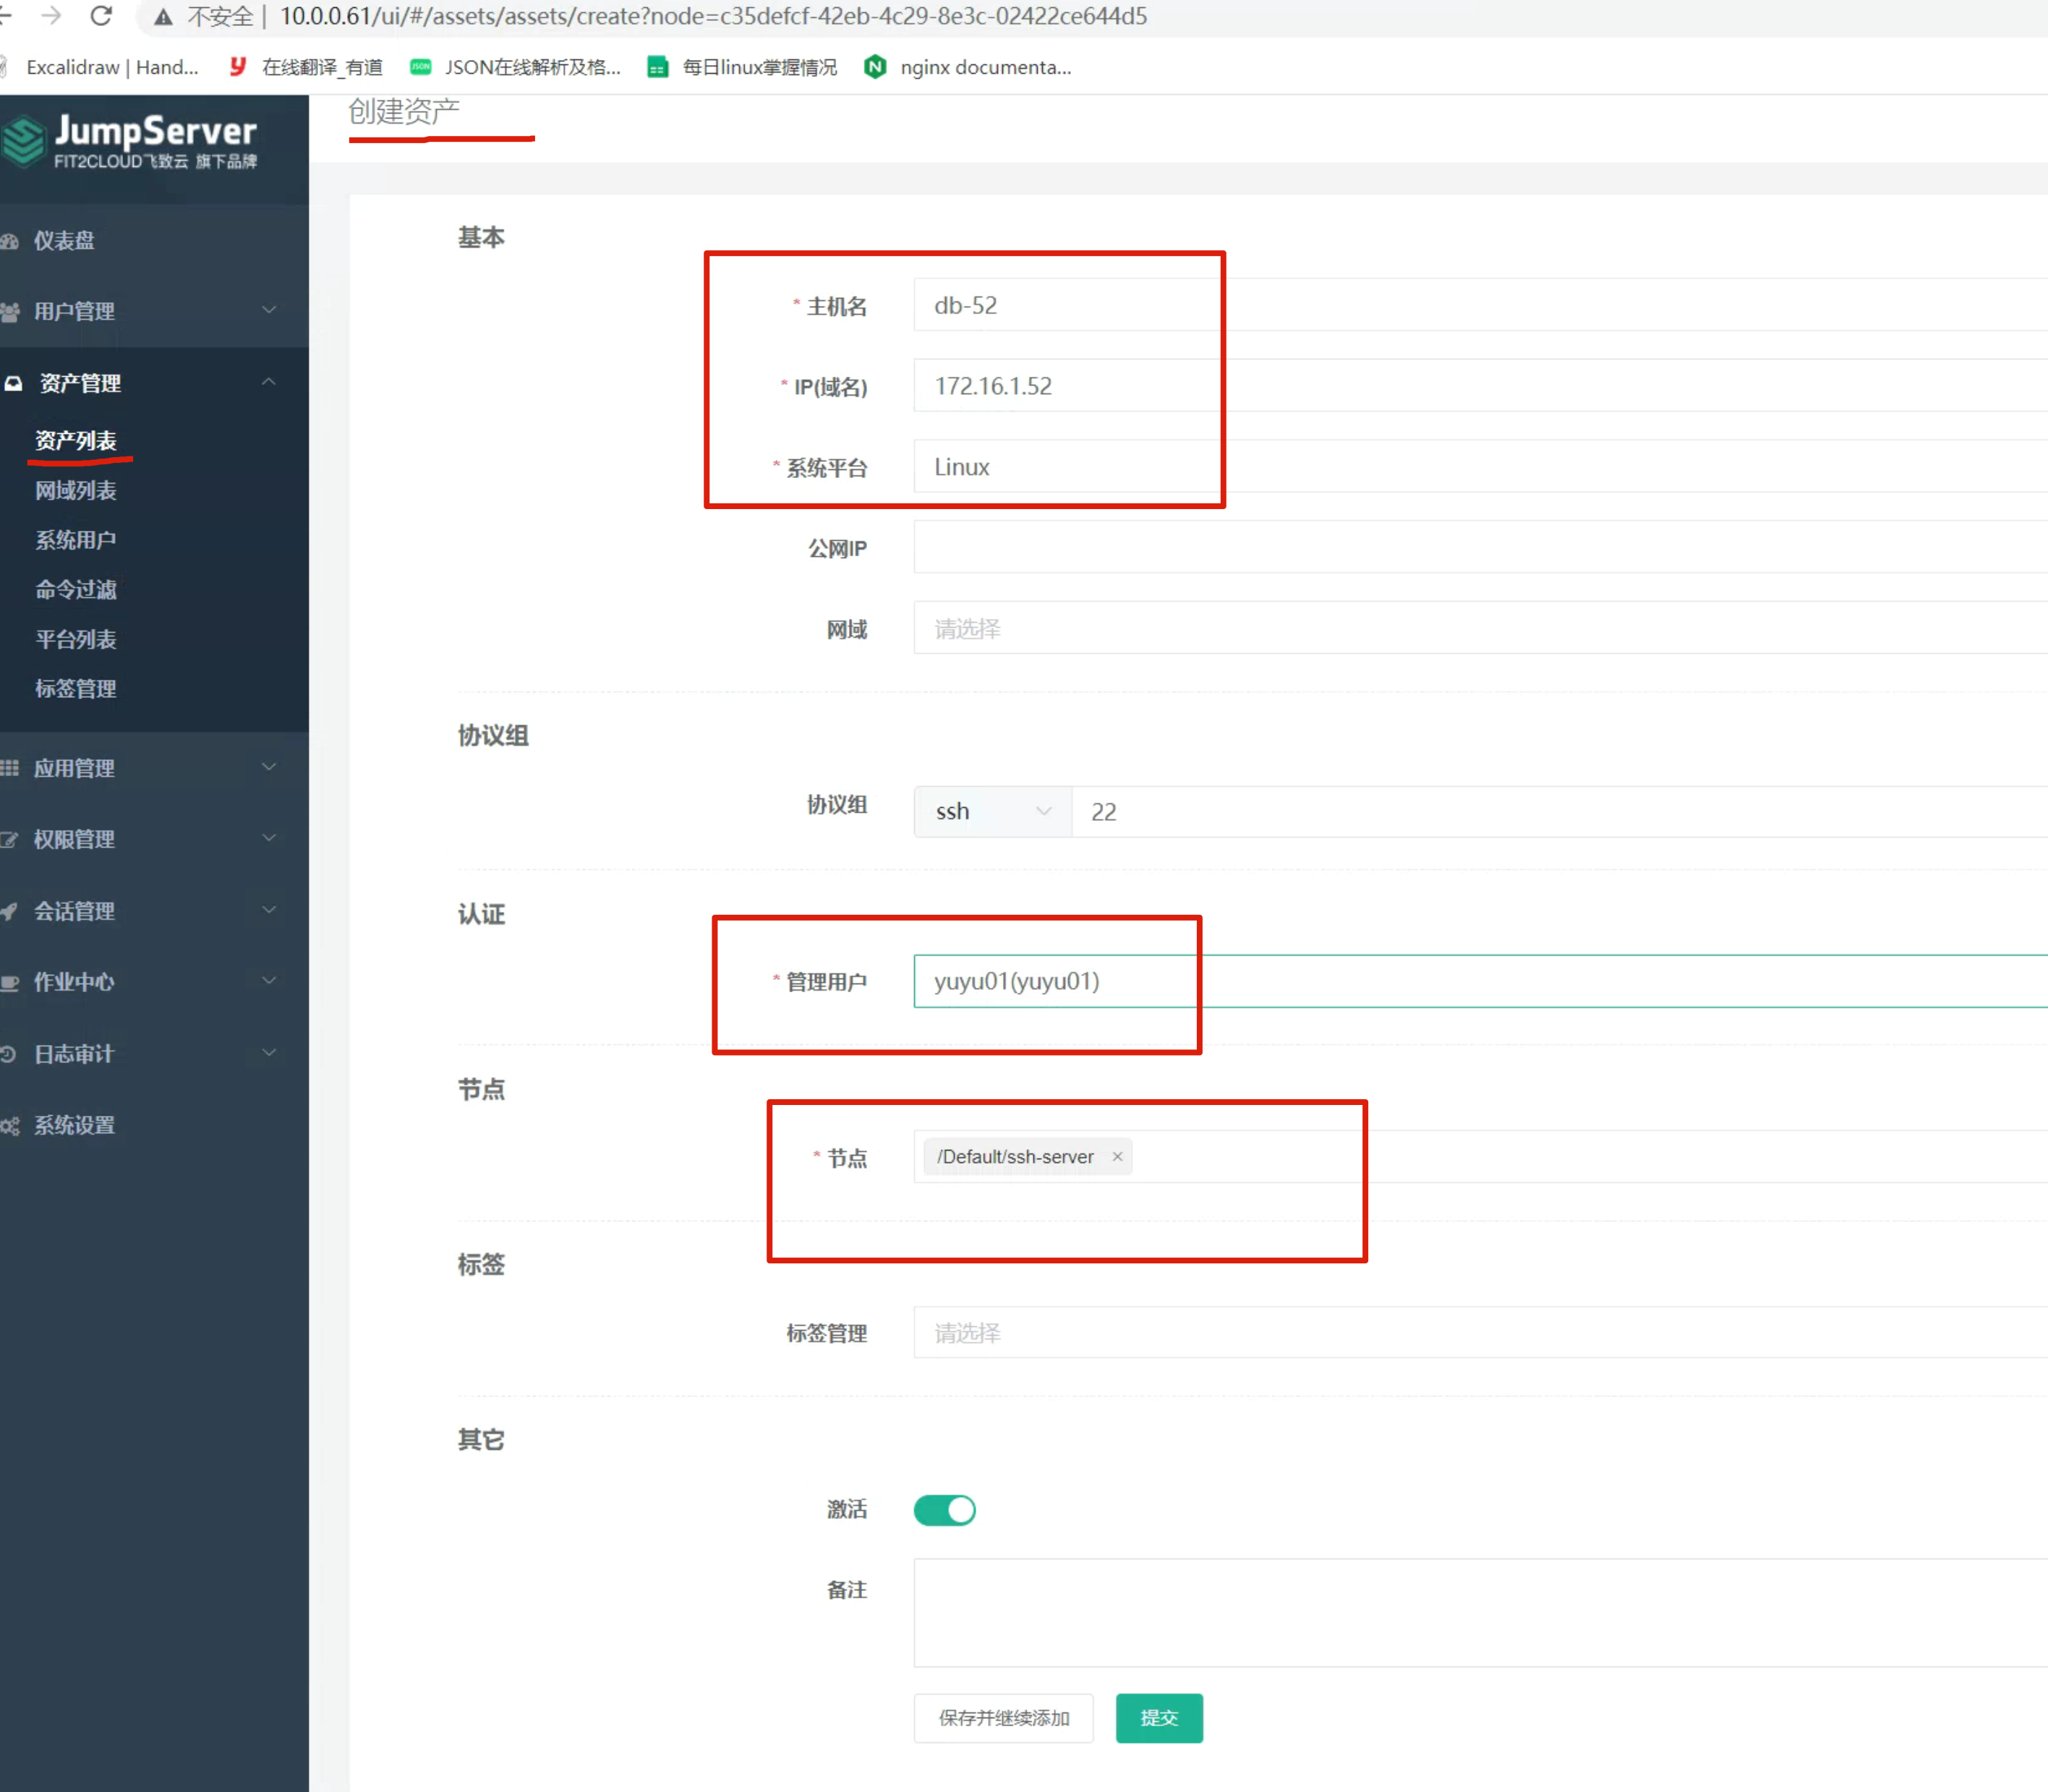 不安全 | 10.0.0.61/ui/#/assets/assets/create?node=c35defcf-42eb-4c29-8e3c-02422ce644d5
Excalidraw | Hand...
y 在线翻译_有道
JSON JSON在线解析及格...
每日linux掌握情况
N nginx documenta...
JumpServer
FIT2CLOUD飞致云 旗下品牌
仪表盘
用户管理
资产管理
资产列表
网域列表
系统用户
命令过滤
平台列表
标签管理
应用管理
权限管理
会话管理
作业中心
日志审计
系统设置
创建资产
基本
* 主机名 db-52
* IP(域名) 172.16.1.52
* 系统平台 Linux
公网IP
网域 请选择
协议组
协议组 ssh 22
认证
* 管理用户 yuyu01(yuyu01)
节点
* 节点 /Default/ssh-server ×
标签
标签管理 请选择
其它
激活
备注
保存并继续添加 提交